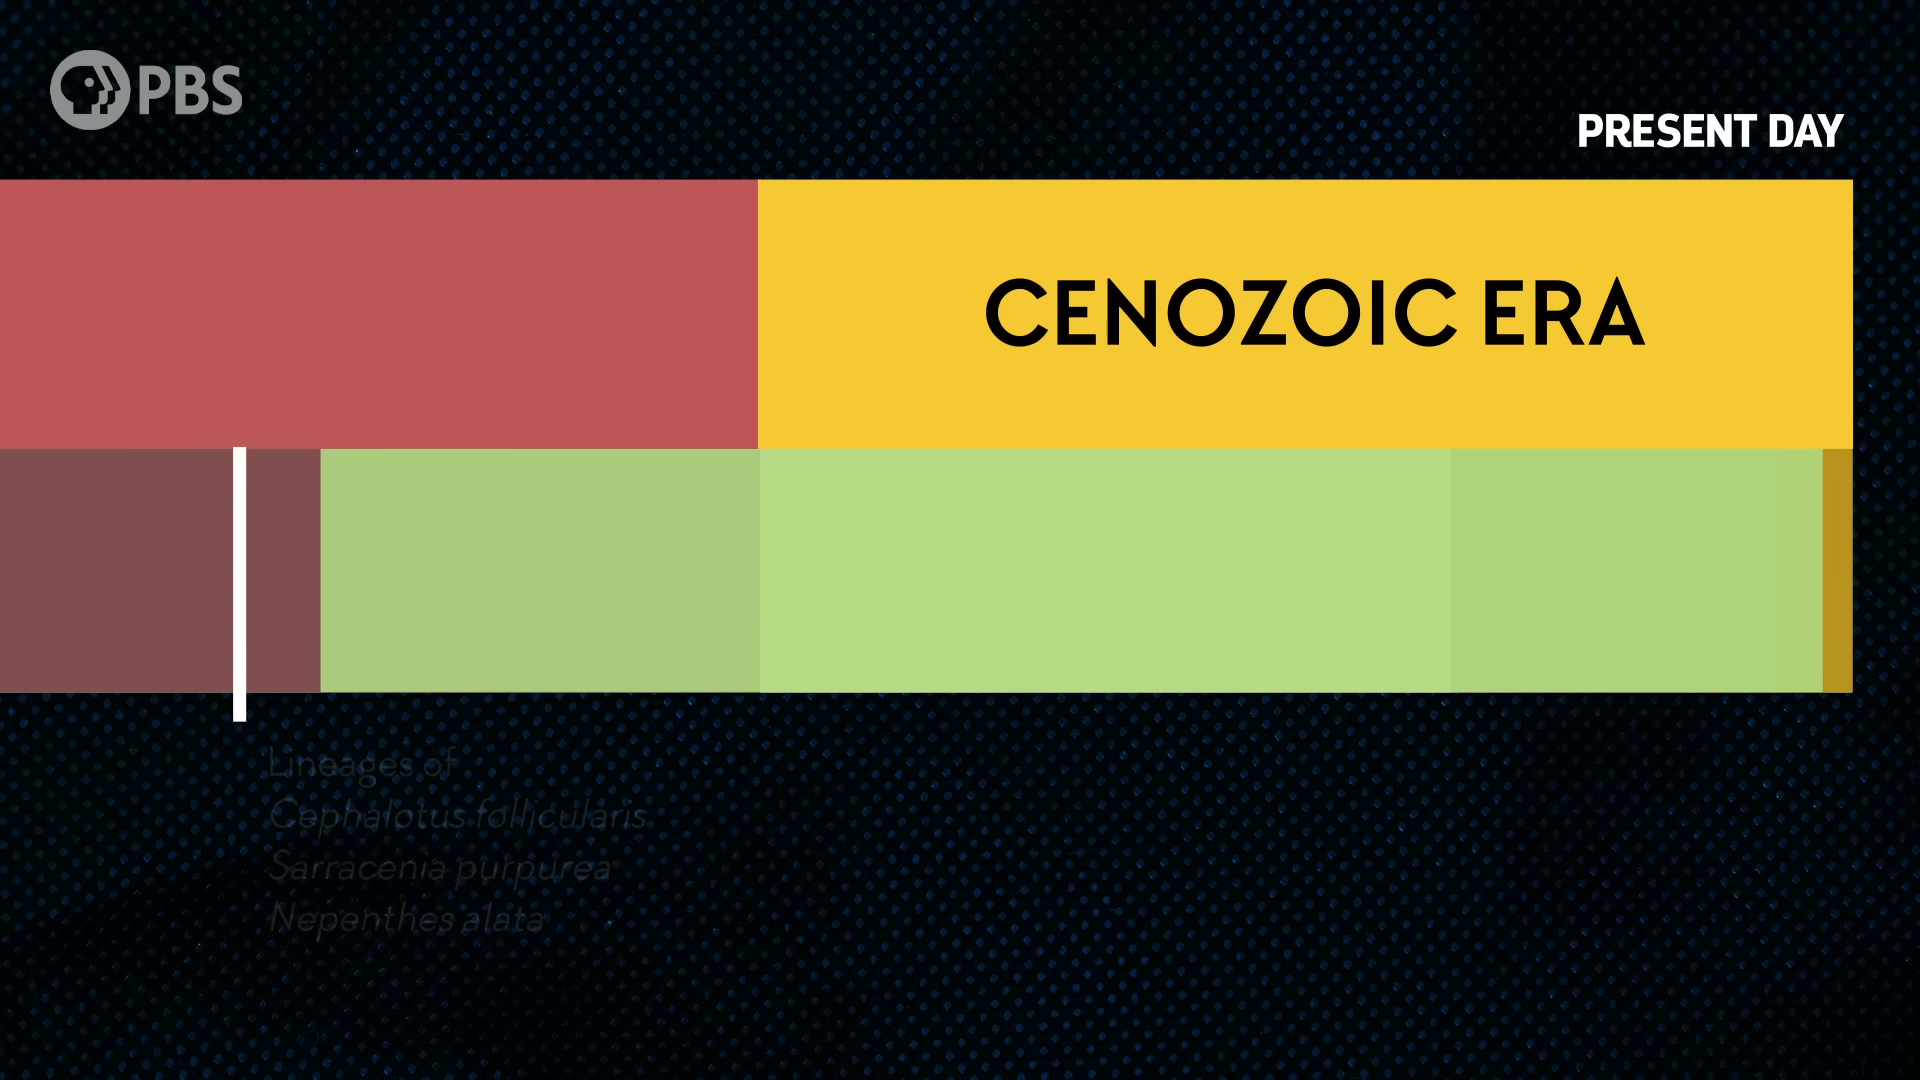 PBS
PRESENT DAY
CENOZOIC ERA
Lineages of
Cephalotus follicularis
Sarracenia purpurea
Nepenthes alata